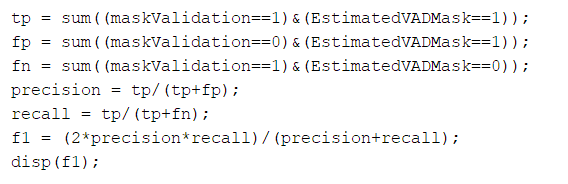 tp = sum((maskValidation==1)&(EstimatedVADMask==1));
fp = sum((maskValidation==0)&(EstimatedVADMask==1));
fn = sum((maskValidation==1)&(EstimatedVADMask==0));
precision = tp/(tp+fp);
recall = tp/(tp+fn);
f1 = (2*precision*recall)/(precision+recall);
disp(f1);